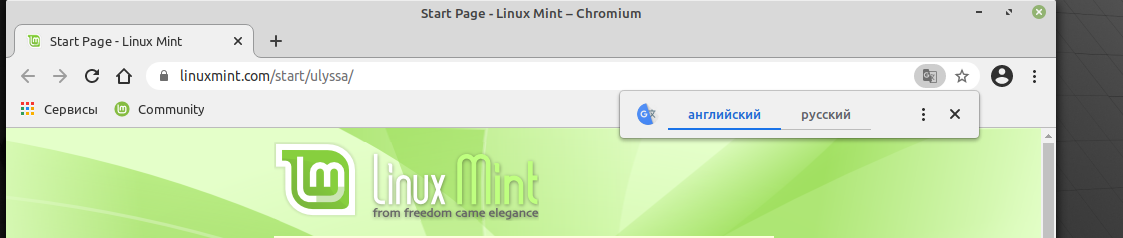 Start Page - Linux Mint – Chromium
Start Page - Linux Mint
linuxmint.com/start/ulyssa/
Сервисы
Community
английский
русский
Linux Mint
from freedom came elegance